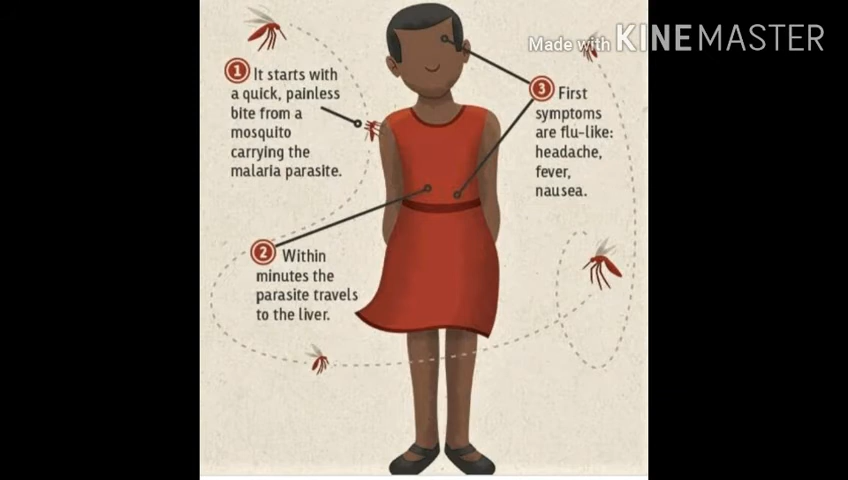 Made with KINEMASTER
1 It starts with
a quick, painless
bite from a
mosquito
carrying the
malaria parasite.
2 Within
minutes the
parasite travels
to the liver.
3 First
symptoms
are flu-like:
headache,
fever,
nausea.